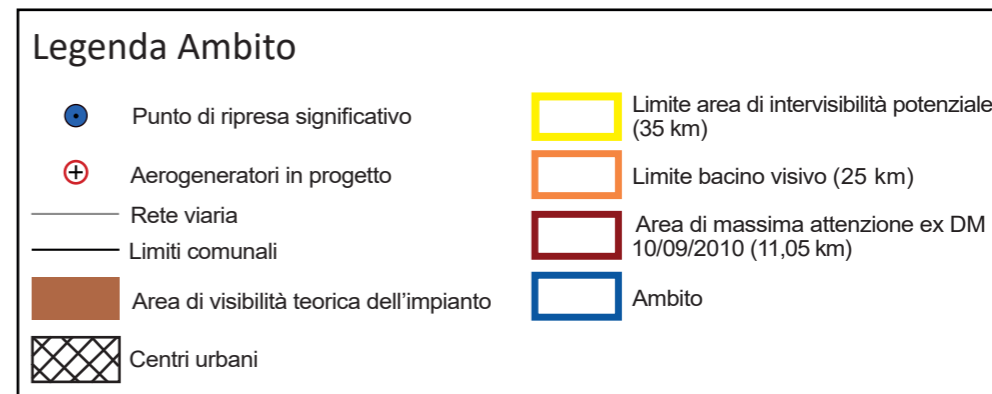 Legenda Ambito
Punto di ripresa significativo
Aerogeneratori in progetto
Rete viaria
Limiti comunali
Area di visibilità teorica dell'impianto
Centri urbani
Limite area di intervisibilità potenziale
(35 km)
Limite bacino visivo (25 km)
Area di massima attenzione ex DM
10/09/2010 (11,05 km)
Ambito